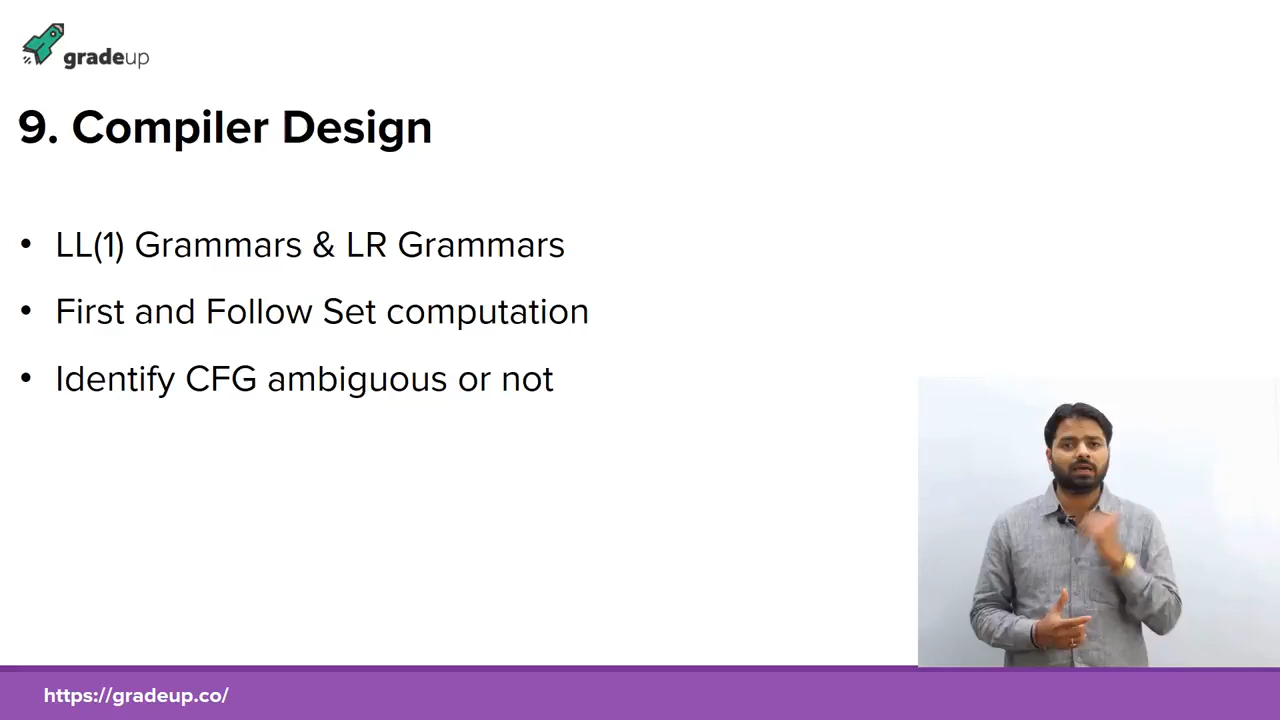 gradeup
9. Compiler Design
• LL(1) Grammars & LR Grammars
• First and Follow Set computation
• Identify CFG ambiguous or not
https://gradeup.co/